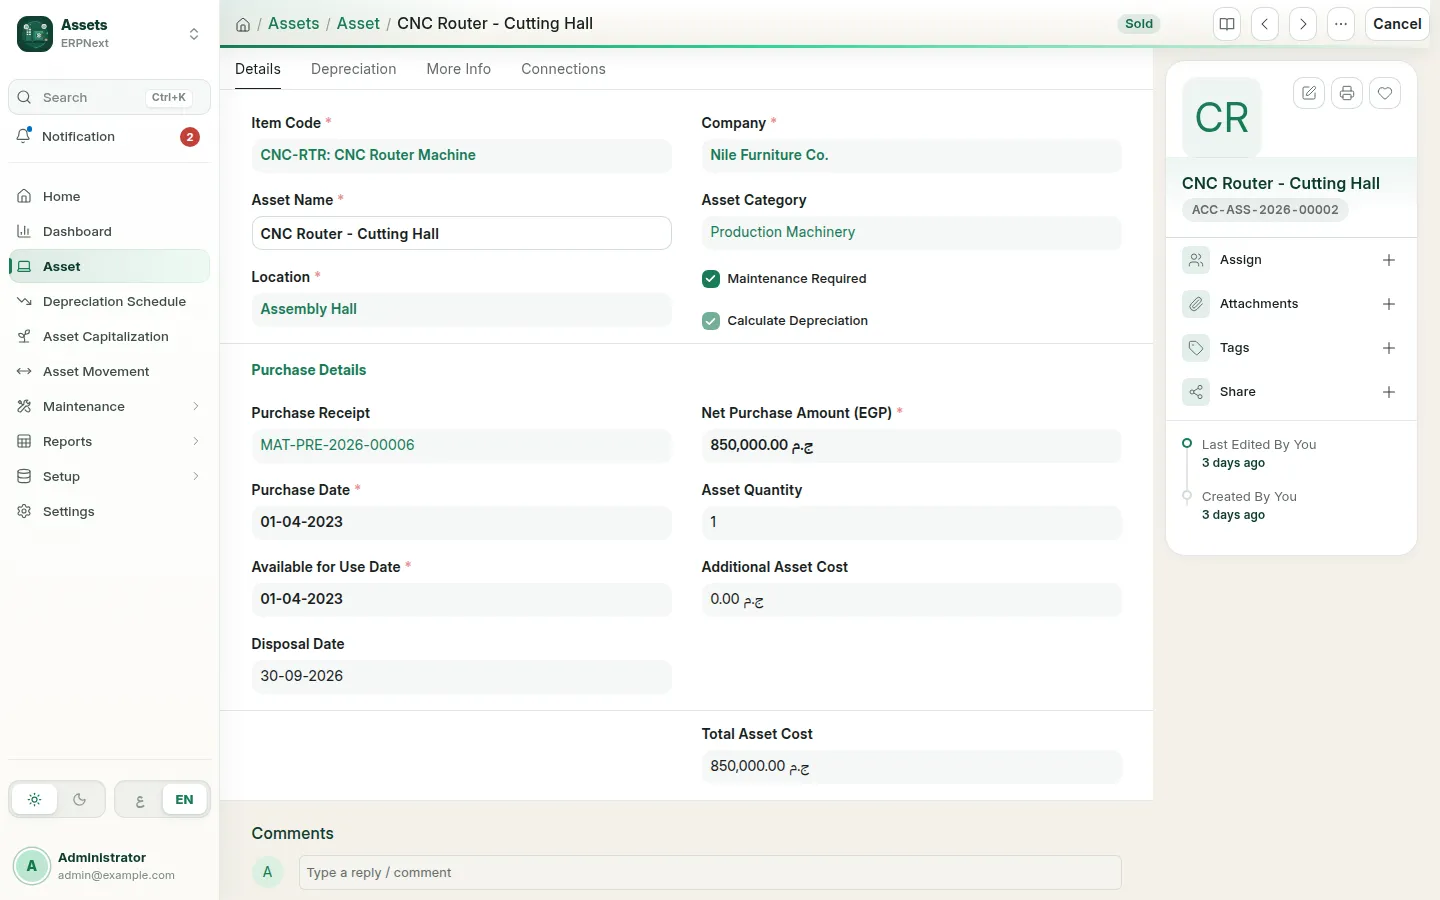 Assets
ERPNext
Search
Ctrl+K
Notification
2
Home
Dashboard
Asset
Depreciation Schedule
Asset Capitalization
Asset Movement
Maintenance
Reports
Setup
Settings
ع
EN
A
Administrator
admin@example.com
/ Assets / Asset / CNC Router - Cutting Hall
Sold
Cancel
Details
Depreciation
More Info
Connections
Item Code *
CNC-RTR: CNC Router Machine
Company *
Nile Furniture Co.
Asset Name *
CNC Router - Cutting Hall
Asset Category
Production Machinery
Location *
Assembly Hall
Maintenance Required
Calculate Depreciation
Purchase Details
Purchase Receipt
MAT-PRE-2026-00006
Net Purchase Amount (EGP) *
850,000.00 ج.م
Purchase Date *
01-04-2023
Asset Quantity
1
Available for Use Date *
01-04-2023
Additional Asset Cost
0.00 ج.م
Disposal Date
30-09-2026
Total Asset Cost
850,000.00 ج.م
Comments
A
Type a reply / comment
CR
CNC Router - Cutting Hall
ACC-ASS-2026-00002
Assign
Attachments
Tags
Share
Last Edited By You
3 days ago
Created By You
3 days ago